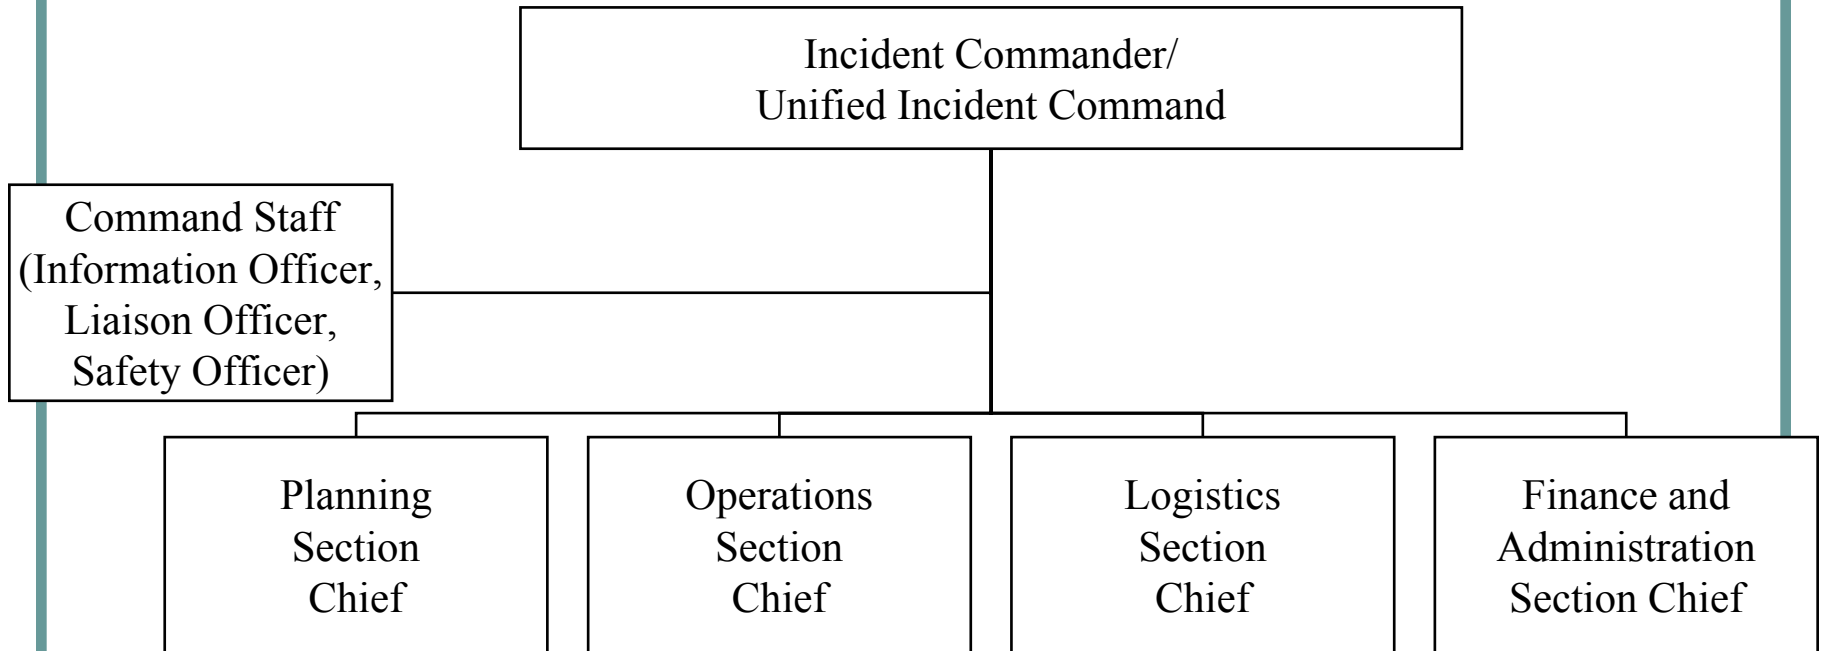 Incident Commander/
Unified Incident Command
Command Staff
(Information Officer,
Liaison Officer,
Safety Officer)
Planning
Section
Chief
Operations
Section
Chief
Logistics
Section
Chief
Finance and
Administration
Section Chief